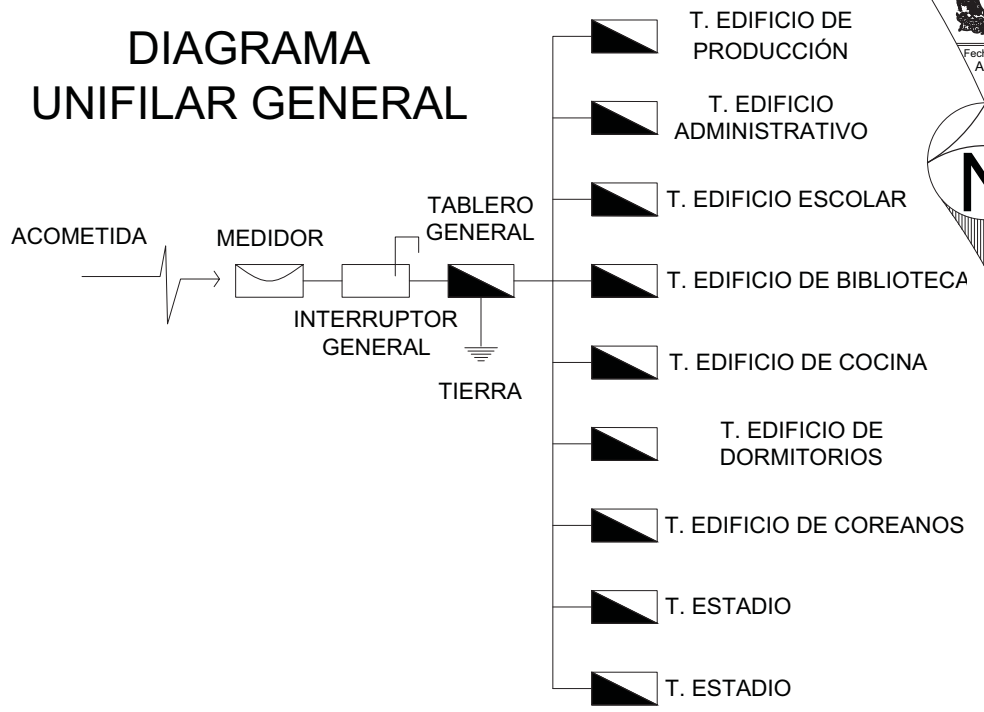 DIAGRAMA
UNIFILAR GENERAL
ACOMETIDA
MEDIDOR
INTERRUPTOR
GENERAL
TABLERO
GENERAL
TIERRA
T. EDIFICIO DE
PRODUCCIÓN
T. EDIFICIO
ADMINISTRATIVO
T. EDIFICIO ESCOLAR
T. EDIFICIO DE BIBLIOTECA
T. EDIFICIO DE COCINA
T. EDIFICIO DE
DORMITORIOS
T. EDIFICIO DE COREANOS
T. ESTADIO
T. ESTADIO